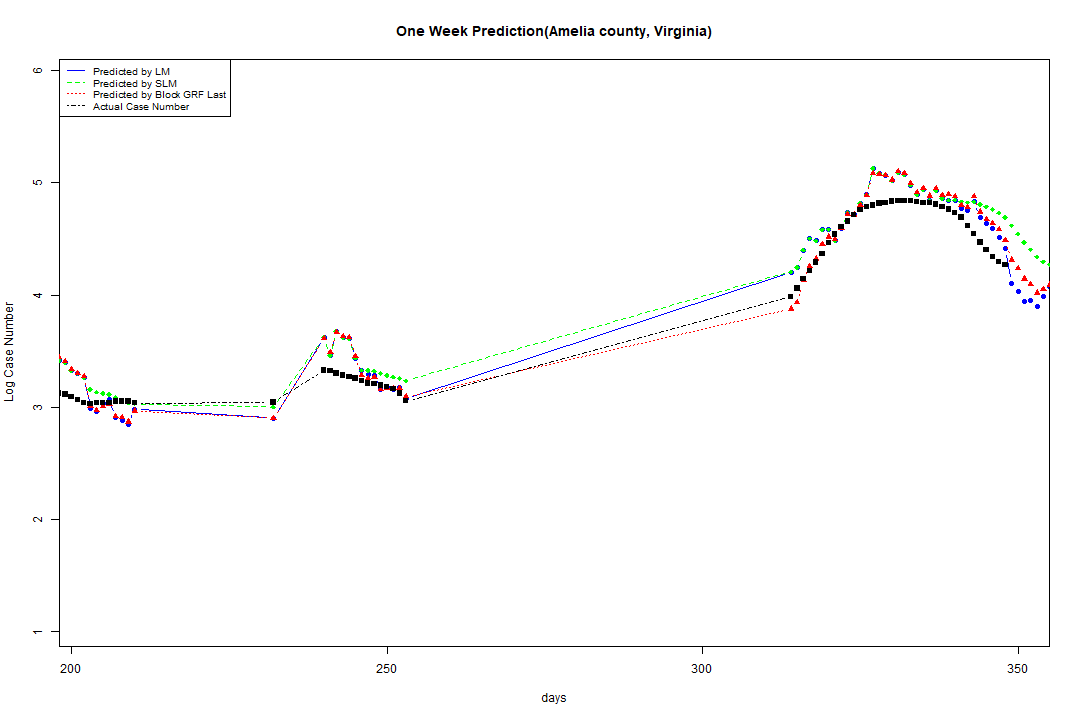 One Week Prediction(Amelia county, Virginia)
Predicted by LM
Predicted by SLM
Predicted by Block GRF Last
Actual Case Number
6
5
4
3
2
1
Log Case Number
200 250 300 350
days